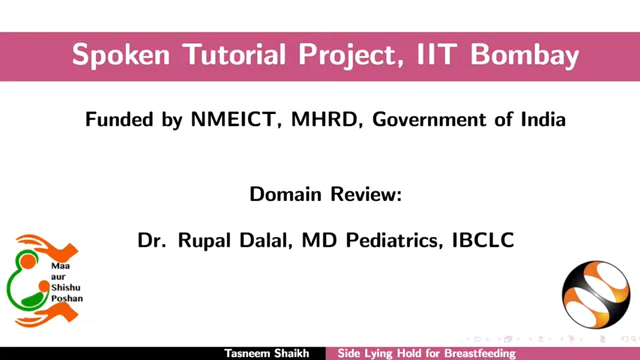 Spoken Tutorial Project, IIT Bombay
Funded by NMEICT, MHRD, Government of India
Domain Review:
Dr. Rupal Dalal, MD Pediatrics, IBCLC
Maa
aur
Shishu
Poshan
Tasneem Shaikh Side Lying Hold for Breastfeeding